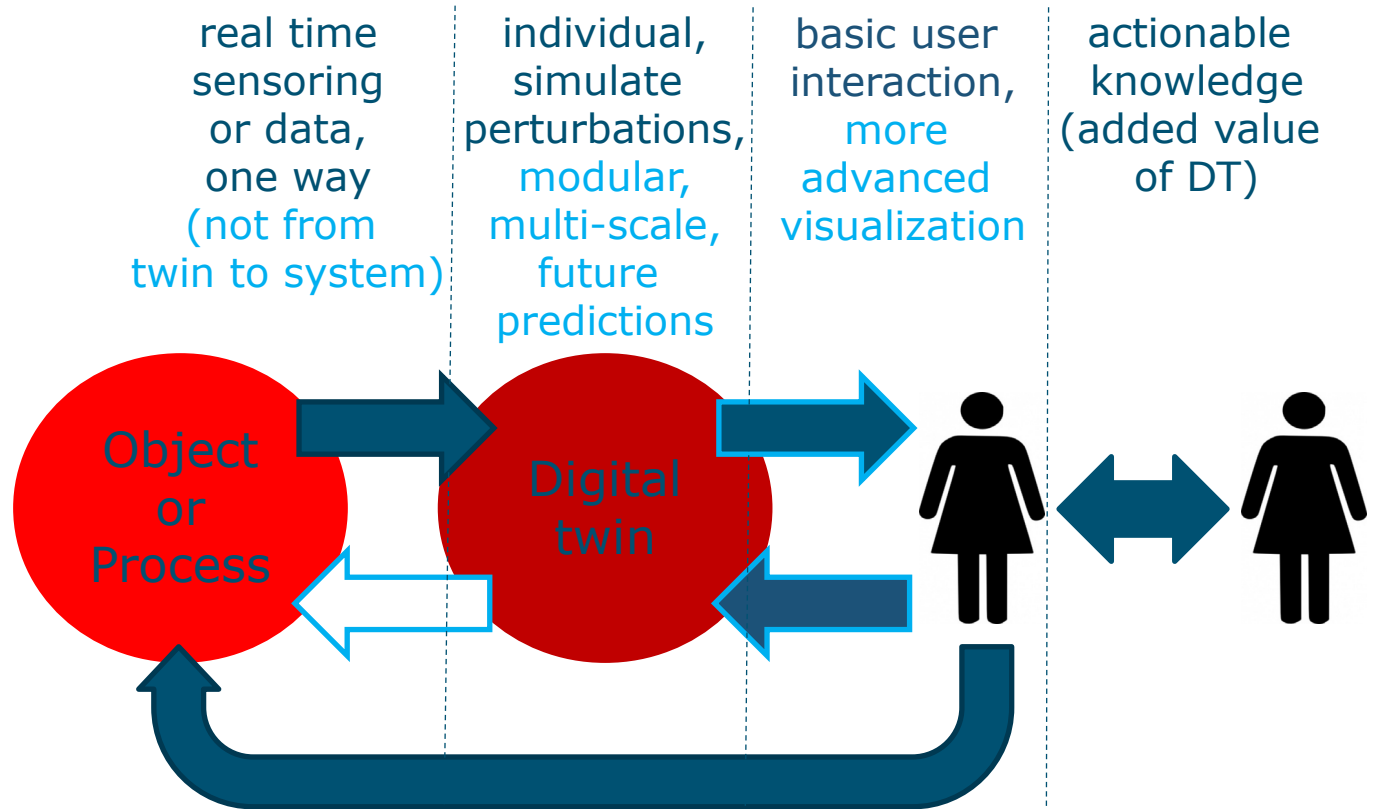 real time
sensoring
or data,
one way
(not from
twin to system)
individual,
simulate
perturbations,
modular,
multi-scale,
future
predictions
basic user
interaction,
more
advanced
visualization
actionable
knowledge
(added value
of DT)
Object
or
Process
Digital
twin